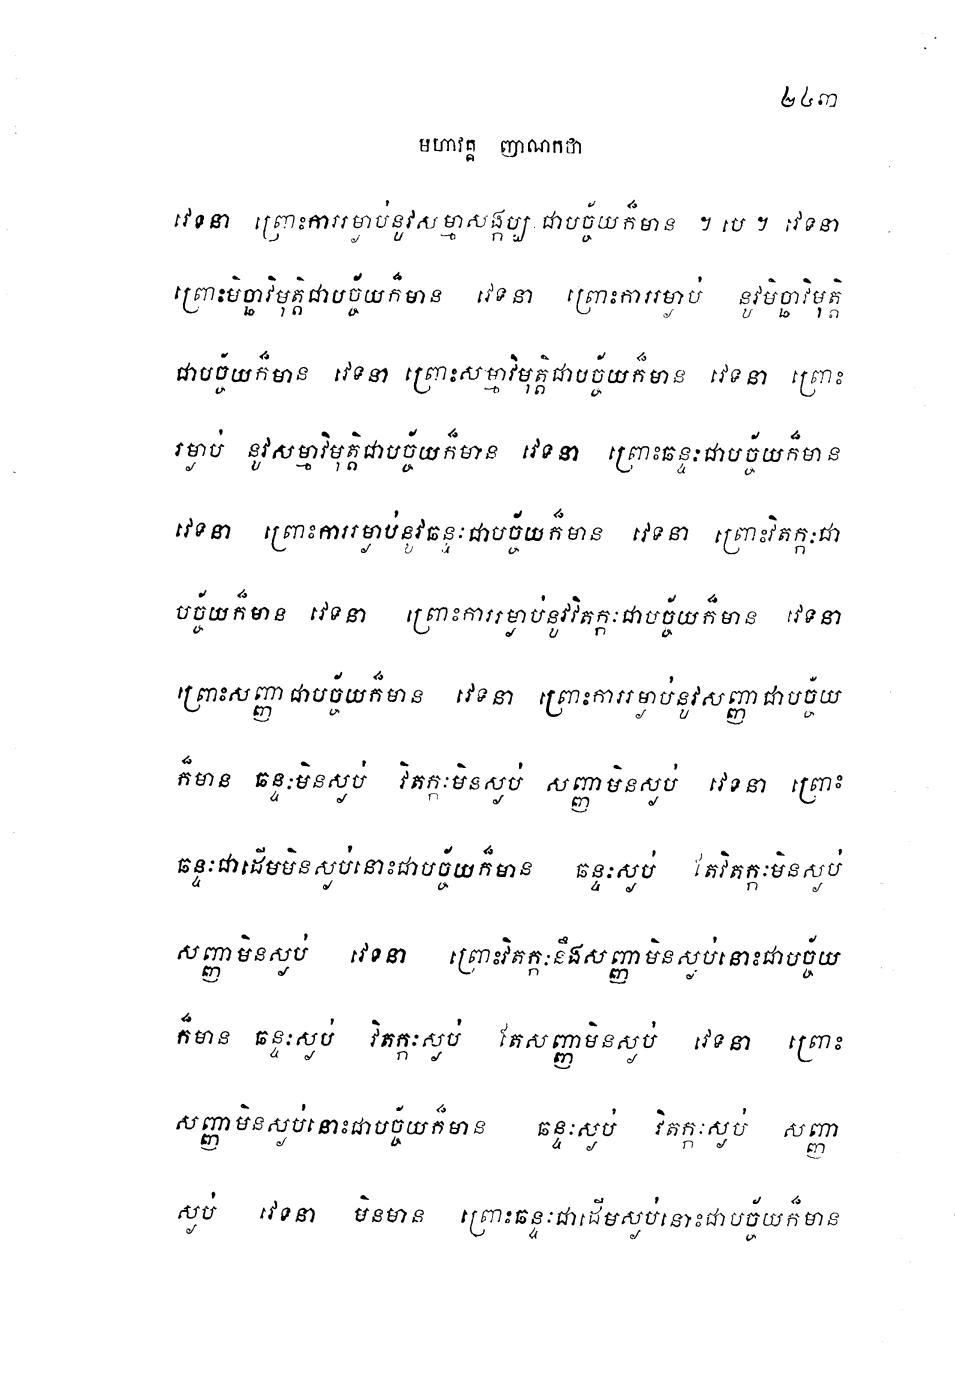 ២៤៣
មហាវគ្គ ញាណកថា
វេទនា ព្រោះការរម្ងាប់នូវសម្មាសង្កប្ប ជាបច្ច័យក៏មាន ។ បេ ។ វេទនា
ព្រោះមិច្ឆាវិមុត្តិជាបច្ច័យក៏មាន វេទនា ព្រោះការរម្ងាប់ នូវមិច្ឆាវិមុត្តិ
ជាបច្ច័យក៏មាន វេទនា ព្រោះសម្មាវិមុត្តិជាបច្ច័យក៏មាន វេទនា ព្រោះ
រម្ងាប់ នូវសម្មាវិមុត្តិជាបច្ច័យក៏មាន វេទនា ព្រោះឆន្ទៈជាបច្ច័យក៏មាន
វេទនា ព្រោះការរម្ងាប់នូវឆន្ទៈជាបច្ច័យក៏មាន វេទនា ព្រោះវិតក្កៈជា
បច្ច័យក៏មាន វេទនា ព្រោះការរម្ងាប់នូវវិតក្កៈជាបច្ច័យក៏មាន វេទនា
ព្រោះសញ្ញាជាបច្ច័យក៏មាន វេទនា ព្រោះការរម្ងាប់នូវសញ្ញាជាបច្ច័យ
ក៏មាន ឆន្ទៈមិនស្ងប់ វិតក្កៈមិនស្ងប់ សញ្ញាមិនស្ងប់ វេទនា ព្រោះ
ឆន្ទៈជាដើមមិនស្ងប់នោះជាបច្ច័យក៏មាន ឆន្ទៈស្ងប់ តែវិតក្កៈមិនស្ងប់
សញ្ញាមិនស្ងប់ វេទនា ព្រោះវិតក្កៈនឹងសញ្ញាមិនស្ងប់នោះជាបច្ច័យ
ក៏មាន ឆន្ទៈស្ងប់ វិតក្កៈស្ងប់ តែសញ្ញាមិនស្ងប់ វេទនា ព្រោះ
សញ្ញាមិនស្ងប់នោះជាបច្ច័យក៏មាន ឆន្ទៈស្ងប់ វិតក្កៈស្ងប់ សញ្ញា
ស្ងប់ វេទនា មិនមាន ព្រោះឆន្ទៈជាដើមស្ងប់នោះជាបច្ច័យក៏មាន